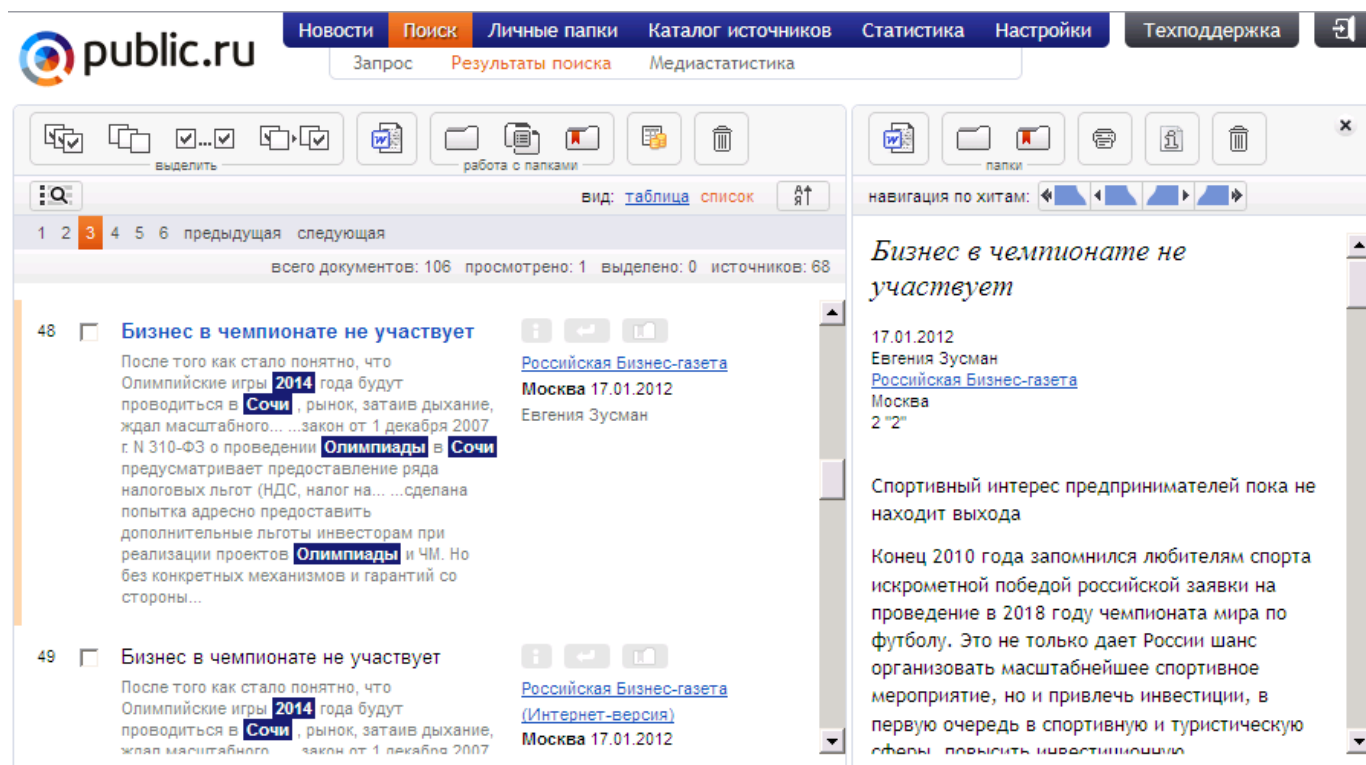 public.ru
Новости Поиск Личные папки Каталог источников Статистика Настройки Техподдержка
Запрос Результаты поиска Медиастатистика
выделить
работа с папками
вид: таблица список
1 2 3 4 5 6 предыдущая следующая
всего документов: 106 просмотрено: 1 выделено: 0 источников: 68
48
Бизнес в чемпионате не участвует
После того как стало понятно, что
Олимпийские игры 2014 года будут
проводиться в Сочи , рынок, затаив дыхание,
ждал масштабного... ...закон от 1 декабря 2007
г. N 310-ФЗ о проведении Олимпиады в Сочи
предусматривает предоставление ряда
налоговых льгот (НДС, налог на... ...сделана
попытка адресно предоставить
дополнительные льготы инвесторам при
реализации проектов Олимпиады и ЧМ. Но
без конкретных механизмов и гарантий со
стороны...
Российская Бизнес-газета
Москва 17.01.2012
Евгения Зусман
49
Бизнес в чемпионате не участвует
После того как стало понятно, что
Олимпийские игры 2014 года будут
проводиться в Сочи , рынок, затаив дыхание,
ждал масштабного... ...закон от 1 декабря 2007
Российская Бизнес-газета
(Интернет-версия)
Москва 17.01.2012
папки
навигация по хитам:
Бизнес в чемпионате не
участвует
17.01.2012
Евгения Зусман
Российская Бизнес-газета
Москва
2 "2"
Спортивный интерес предпринимателей пока не
находит выхода
Конец 2010 года запомнился любителям спорта
искрометной победой российской заявки на
проведение в 2018 году чемпионата мира по
футболу. Это не только дает России шанс
организовать масштабнейшее спортивное
мероприятие, но и привлечь инвестиции, в
первую очередь в спортивную и туристическую
сферы, повысить инвестиционную